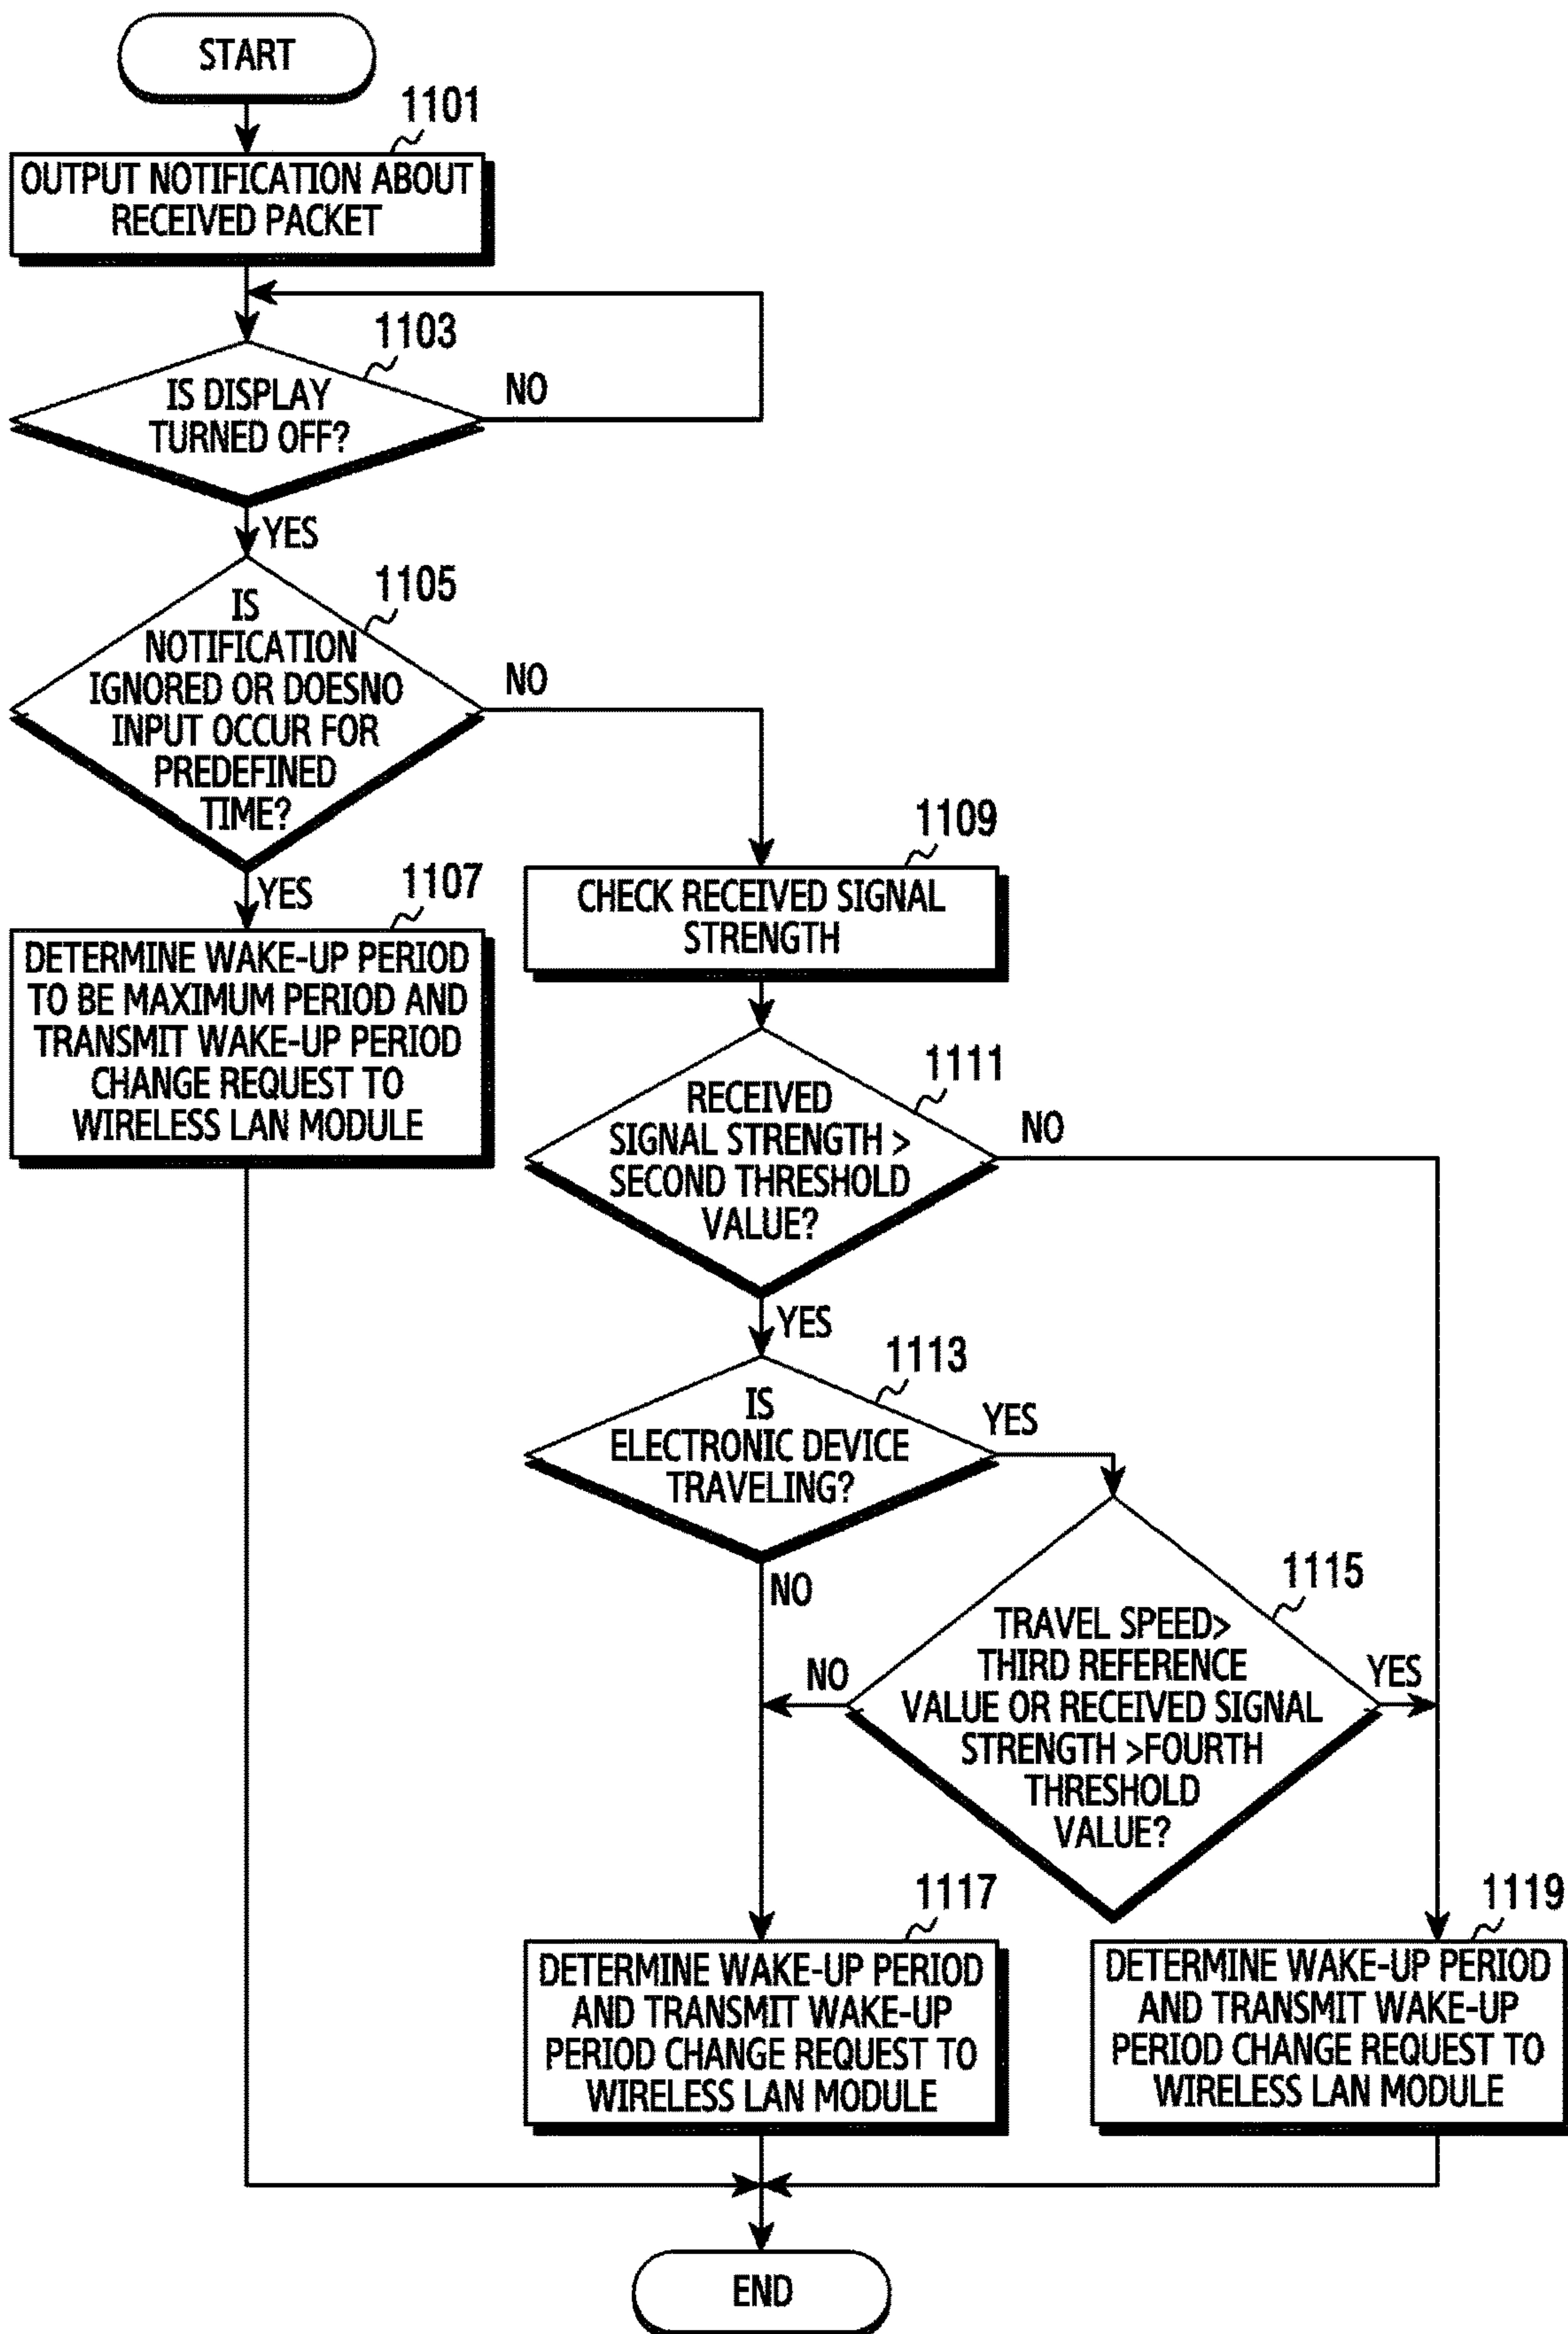 START
1101
OUTPUT NOTIFICATION ABOUT
RECEIVED PACKET
1103
IS DISPLAY
TURNED OFF?
NO
YES
1105
IS
NOTIFICATION
IGNORED OR DOESNO
INPUT OCCUR FOR
PREDEFINED
TIME?
NO
YES
1107
DETERMINE WAKE-UP PERIOD
TO BE MAXIMUM PERIOD AND
TRANSMIT WAKE-UP PERIOD
CHANGE REQUEST TO
WIRELESS LAN MODULE
1109
CHECK RECEIVED SIGNAL
STRENGTH
1111
RECEIVED
SIGNAL STRENGTH >
SECOND THRESHOLD
VALUE?
NO
YES
1113
IS
ELECTRONIC DEVICE
TRAVELING?
YES
NO
1115
TRAVEL SPEED>
THIRD REFERENCE
VALUE OR RECEIVED SIGNAL
STRENGTH >FOURTH
THRESHOLD
VALUE?
NO
YES
1117
DETERMINE WAKE-UP PERIOD
AND TRANSMIT WAKE-UP
PERIOD CHANGE REQUEST TO
WIRELESS LAN MODULE
1119
DETERMINE WAKE-UP PERIOD
AND TRANSMIT WAKE-UP
PERIOD CHANGE REQUEST TO
WIRELESS LAN MODULE
END